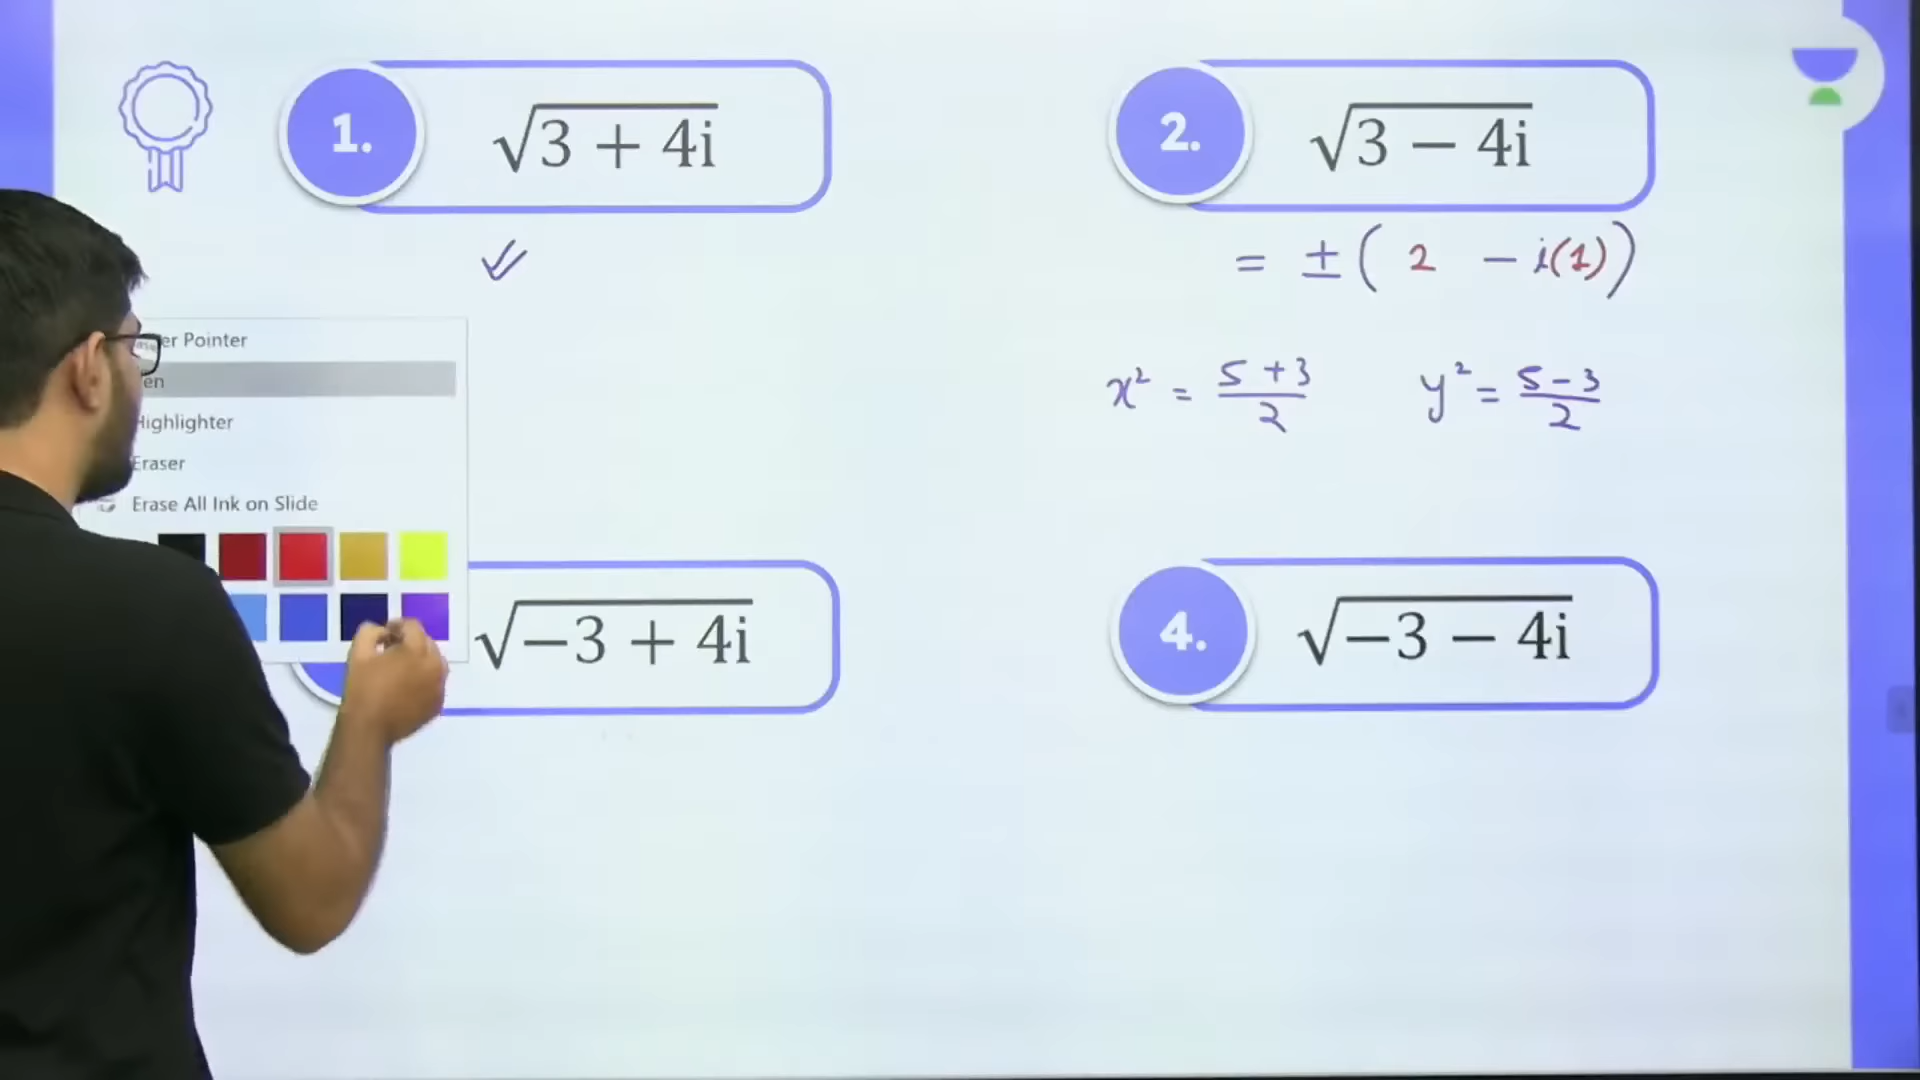 1.
√3 + 4i
2.
√3 − 4i
= ± ( 2 − i(1) )
x² = 5 + 3 / 2
y² = 5 − 3 / 2
er Pointer
en
Highlighter
Eraser
Erase All Ink on Slide
√−3 + 4i
4.
√−3 − 4i